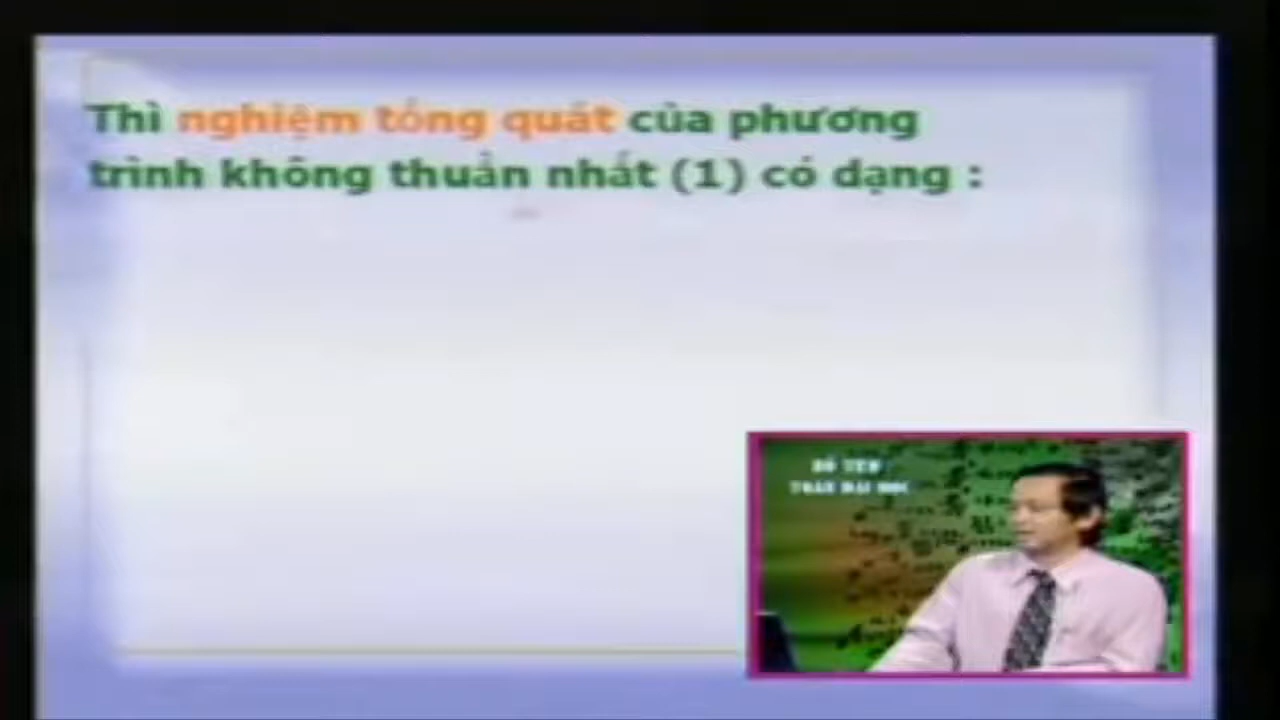 Thì nghiệm tổng quát của phương
trình không thuần nhất (1) có dạng :